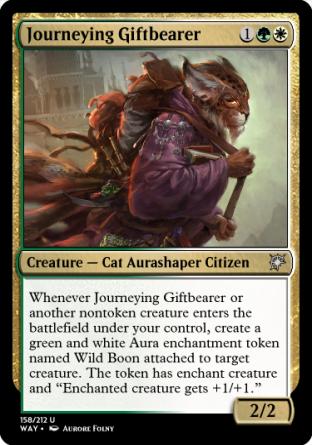 Journeying Giftbearer 1
Creature — Cat Aurashaper Citizen
Whenever Journeying Giftbearer or
another nontoken creature enters the
battlefield under your control, create a
green and white Aura enchantment token
named Wild Boon attached to target
creature. The token has enchant creature
and “Enchanted creature gets +1/+1.”
2/2
158/212 U
WAY • Aurore Folny